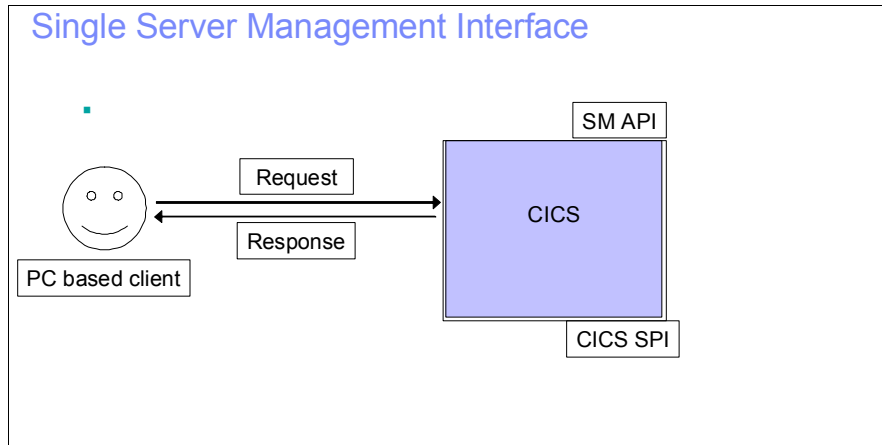 Single Server Management Interface
SM API
Request
CICS
Response
PC based client
CICS SPI